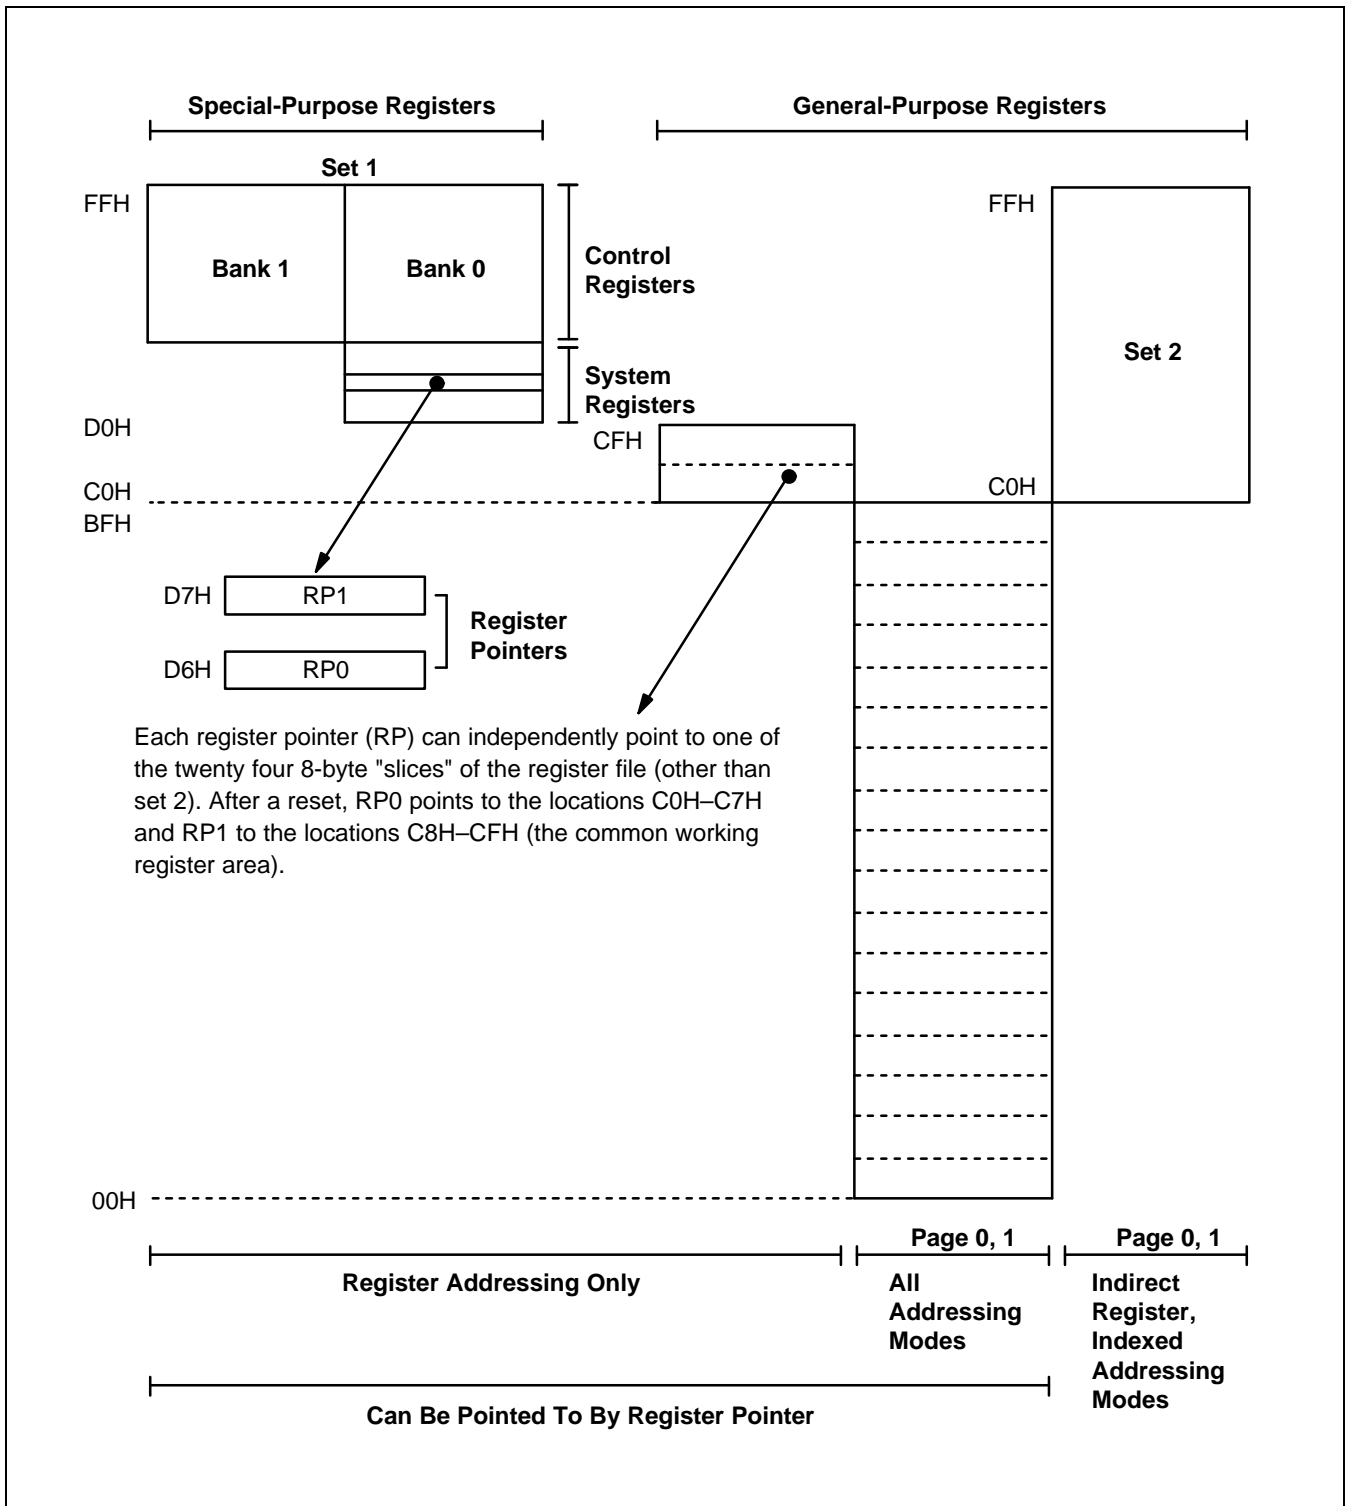 Special-Purpose Registers
General-Purpose Registers
Set 1
FFH
Bank 1
Bank 0
Control
Registers
FFH
Set 2
System
Registers
D0H
CFH
C0H
C0H
BFH
D7H
RP1
Register
Pointers
D6H
RP0
Each register pointer (RP) can independently point to one of
the twenty four 8-byte "slices" of the register file (other than
set 2). After a reset, RP0 points to the locations C0H–C7H
and RP1 to the locations C8H–CFH (the common working
register area).
00H
Page 0, 1
Page 0, 1
Register Addressing Only
All
Addressing
Modes
Indirect
Register,
Indexed
Addressing
Modes
Can Be Pointed To By Register Pointer